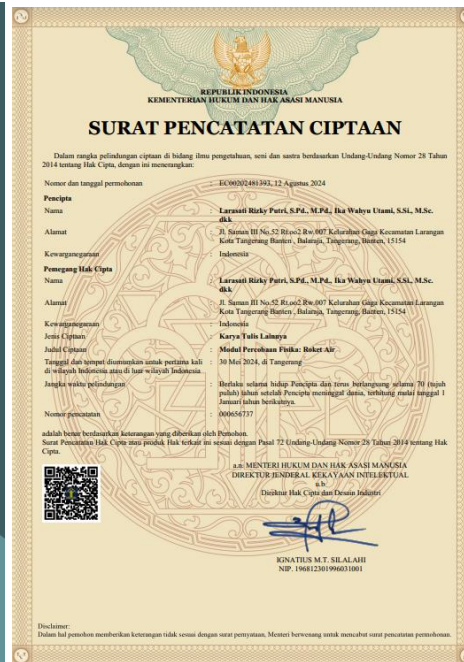 REPUBLIK INDONESIA
KEMENTERIAN HUKUM DAN HAK ASASI MANUSIA
SURAT PENCATATAN CIPTAAN
Dalam rangka pelindungan ciptaan di bidang ilmu pengetahuan, seni dan sastra berdasarkan Undang-Undang Nomor 28 Tahun
2014 tentang Hak Cipta, dengan ini menerangkan:
Nomor dan tanggal permohonan : EC00202481393, 12 Agustus 2024
Pencipta
Nama : Larasati Rizky Putri, S.Pd., M.Pd., Ika Wahyu Utami, S.Si., M.Sc.
dkk
Alamat : Jl. Saman III No.52 Rt.002 Rw.007 Kelurahan Gaga Kecamatan Larangan
Kota Tangerang Banten , Balaraja, Tangerang, Banten, 15154
Kewarganegaraan : Indonesia
Pemegang Hak Cipta
Nama : Larasati Rizky Putri, S.Pd., M.Pd., Ika Wahyu Utami, S.Si., M.Sc.
dkk
Alamat : Jl. Saman III No.52 Rt.002 Rw.007 Kelurahan Gaga Kecamatan Larangan
Kota Tangerang Banten , Balaraja, Tangerang, Banten, 15154
Kewarganegaraan : Indonesia
Jenis Ciptaan : Karya Tulis Lainnya
Judul Ciptaan : Modul Percobaan Fisika: Roket Air
Tanggal dan tempat diumumkan untuk pertama kali : 30 Mei 2024, di Tangerang
di wilayah Indonesia atau di luar wilayah Indonesia
Jangka waktu pelindungan : Berlaku selama hidup Pencipta dan terus berlangsung selama 70 (tujuh
puluh) tahun setelah Pencipta meninggal dunia, terhitung mulai tanggal 1
Januari tahun berikutnya.
Nomor pencatatan : 000656737
adalah benar berdasarkan keterangan yang diberikan oleh Pemohon.
Surat Pencatatan Hak Cipta atau produk Hak terkait ini sesuai dengan Pasal 72 Undang-Undang Nomor 28 Tahun 2014 tentang Hak
Cipta.
a.n. MENTERI HUKUM DAN HAK ASASI MANUSIA
DIREKTUR JENDERAL KEKAYAAN INTELEKTUAL
u.b
Direktur Hak Cipta dan Desain Industri
IGNATIUS M.T. SILALAHI
NIP. 196812301996031001
Disclaimer:
Dalam hal pemohon memberikan keterangan tidak sesuai dengan surat pernyataan, Menteri berwenang untuk mencabut surat pencatatan permohonan.